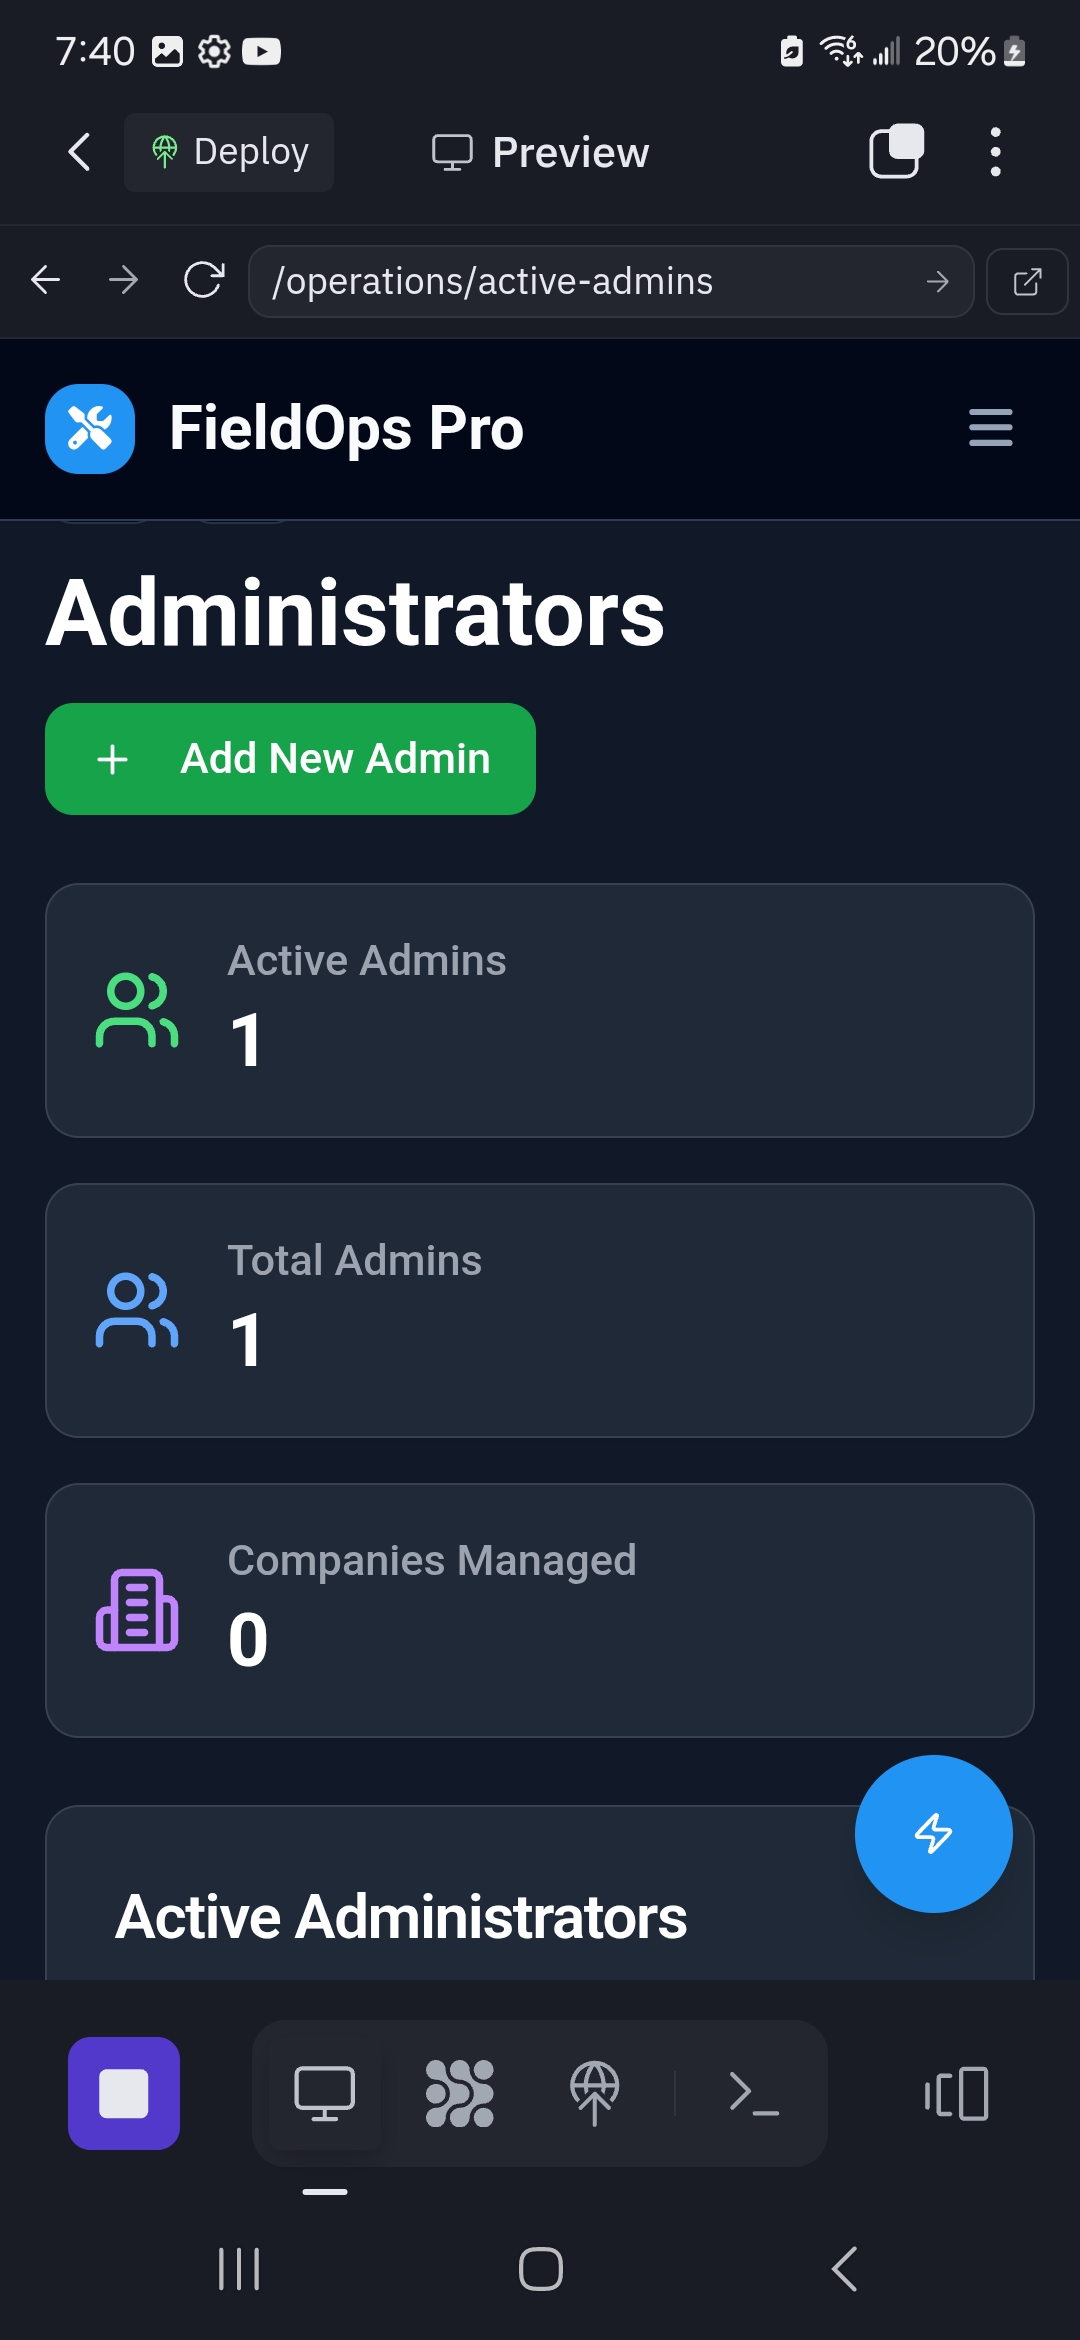 7:40
20%
Deploy
Preview
/operations/active-admins
FieldOps Pro
Administrators
Add New Admin
Active Admins
1
Total Admins
1
Companies Managed
0
Active Administrators